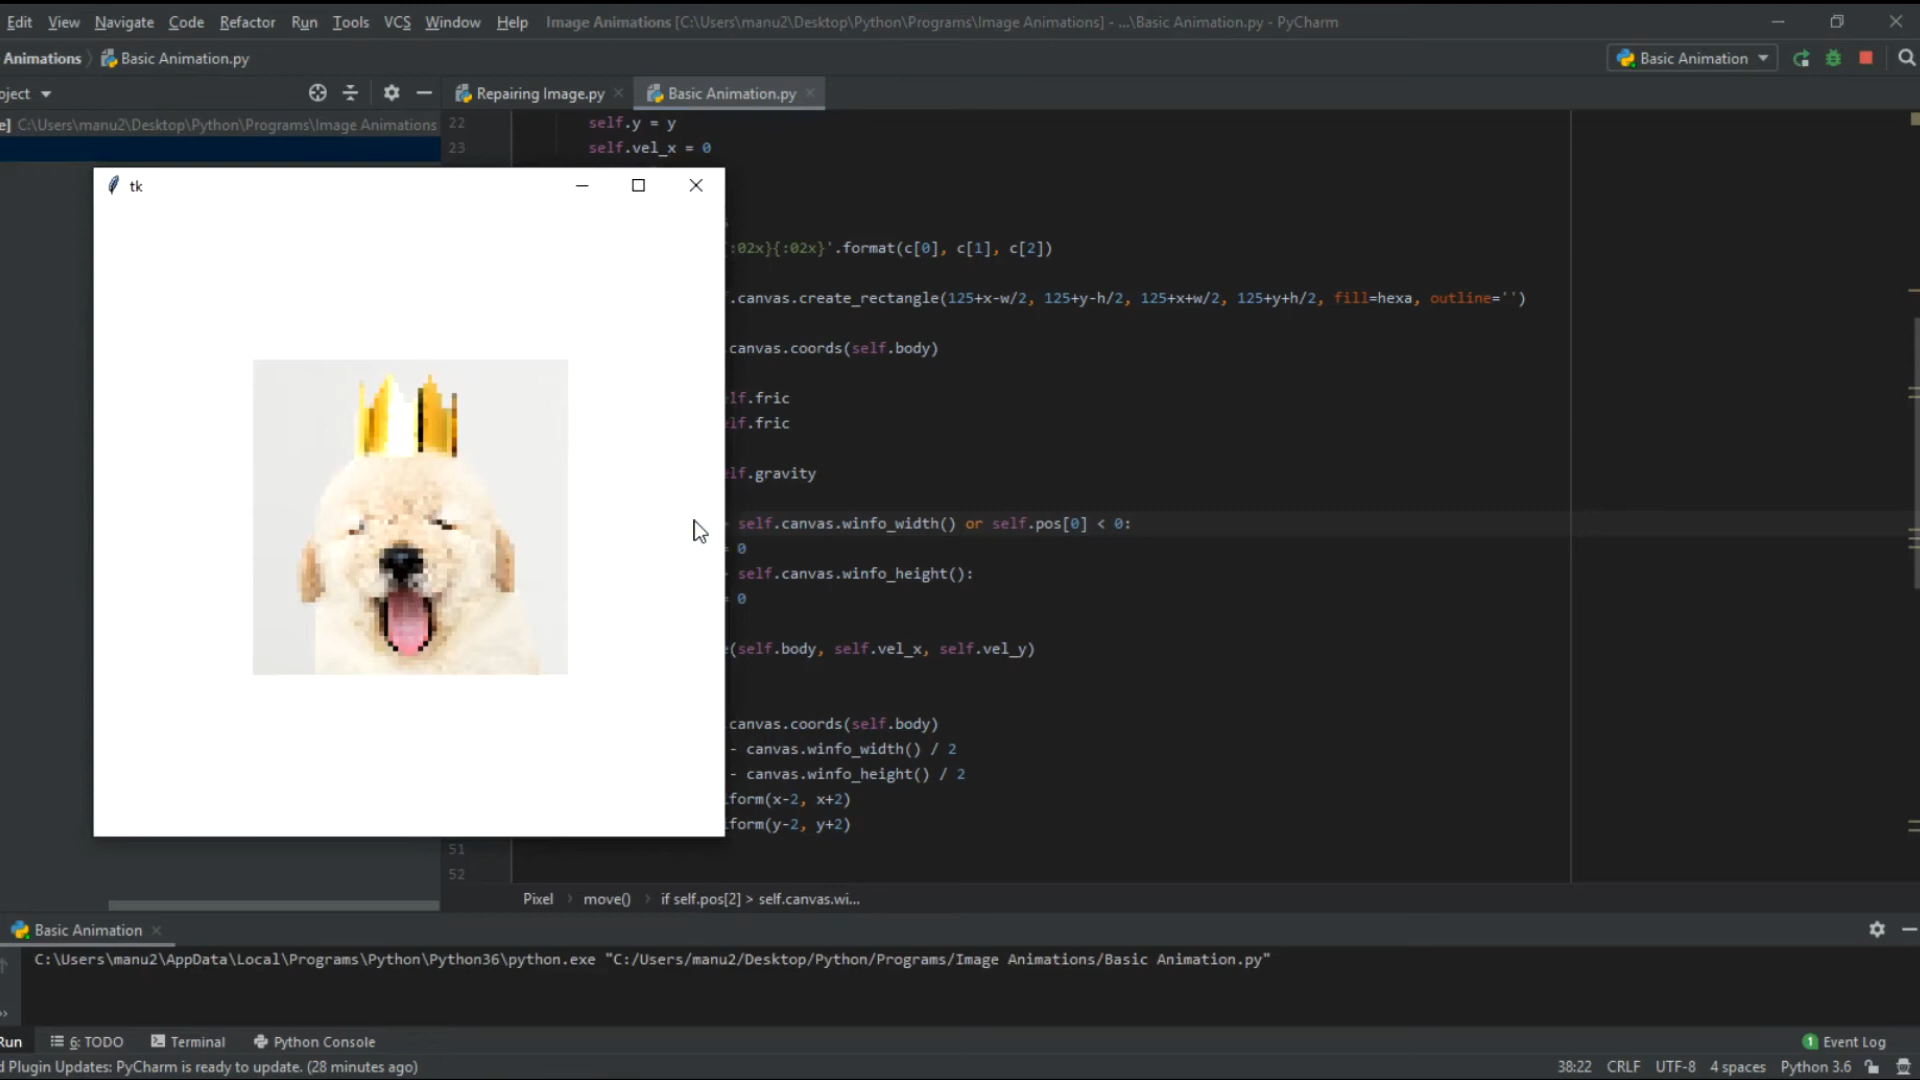 Edit View Navigate Code Refactor Run Tools VCS Window Help Image Animations [C:\Users\manu2\Desktop\Python\Programs\Image Animations] - ...\Basic Animation.py - PyCharm
Animations Basic Animation.py Basic Animation
oject Repairing Image.py Basic Animation.py
e] C:\Users\manu2\Desktop\Python\Programs\Image Animations
22 self.y = y
23 self.vel_x = 0
tk
:02x}{:02x}'.format(c[0], c[1], c[2])
.canvas.create_rectangle(125+x-w/2, 125+y-h/2, 125+x+w/2, 125+y+h/2, fill=hexa, outline='')
canvas.coords(self.body)
lf.fric
lf.fric
lf.gravity
self.canvas.winfo_width() or self.pos[0] < 0:
= 0
self.canvas.winfo_height():
= 0
(self.body, self.vel_x, self.vel_y)
canvas.coords(self.body)
- canvas.winfo_width() / 2
- canvas.winfo_height() / 2
iform(x-2, x+2)
iform(y-2, y+2)
51
52
Pixel move() if self.pos[2] > self.canvas.wi...
Basic Animation
C:\Users\manu2\AppData\Local\Programs\Python\Python36\python.exe "C:/Users/manu2/Desktop/Python/Programs/Image Animations/Basic Animation.py"
Run 6: TODO Terminal Python Console 1 Event Log
d Plugin Updates: PyCharm is ready to update. (28 minutes ago) 38:22 CRLF UTF-8 4 spaces Python 3.6